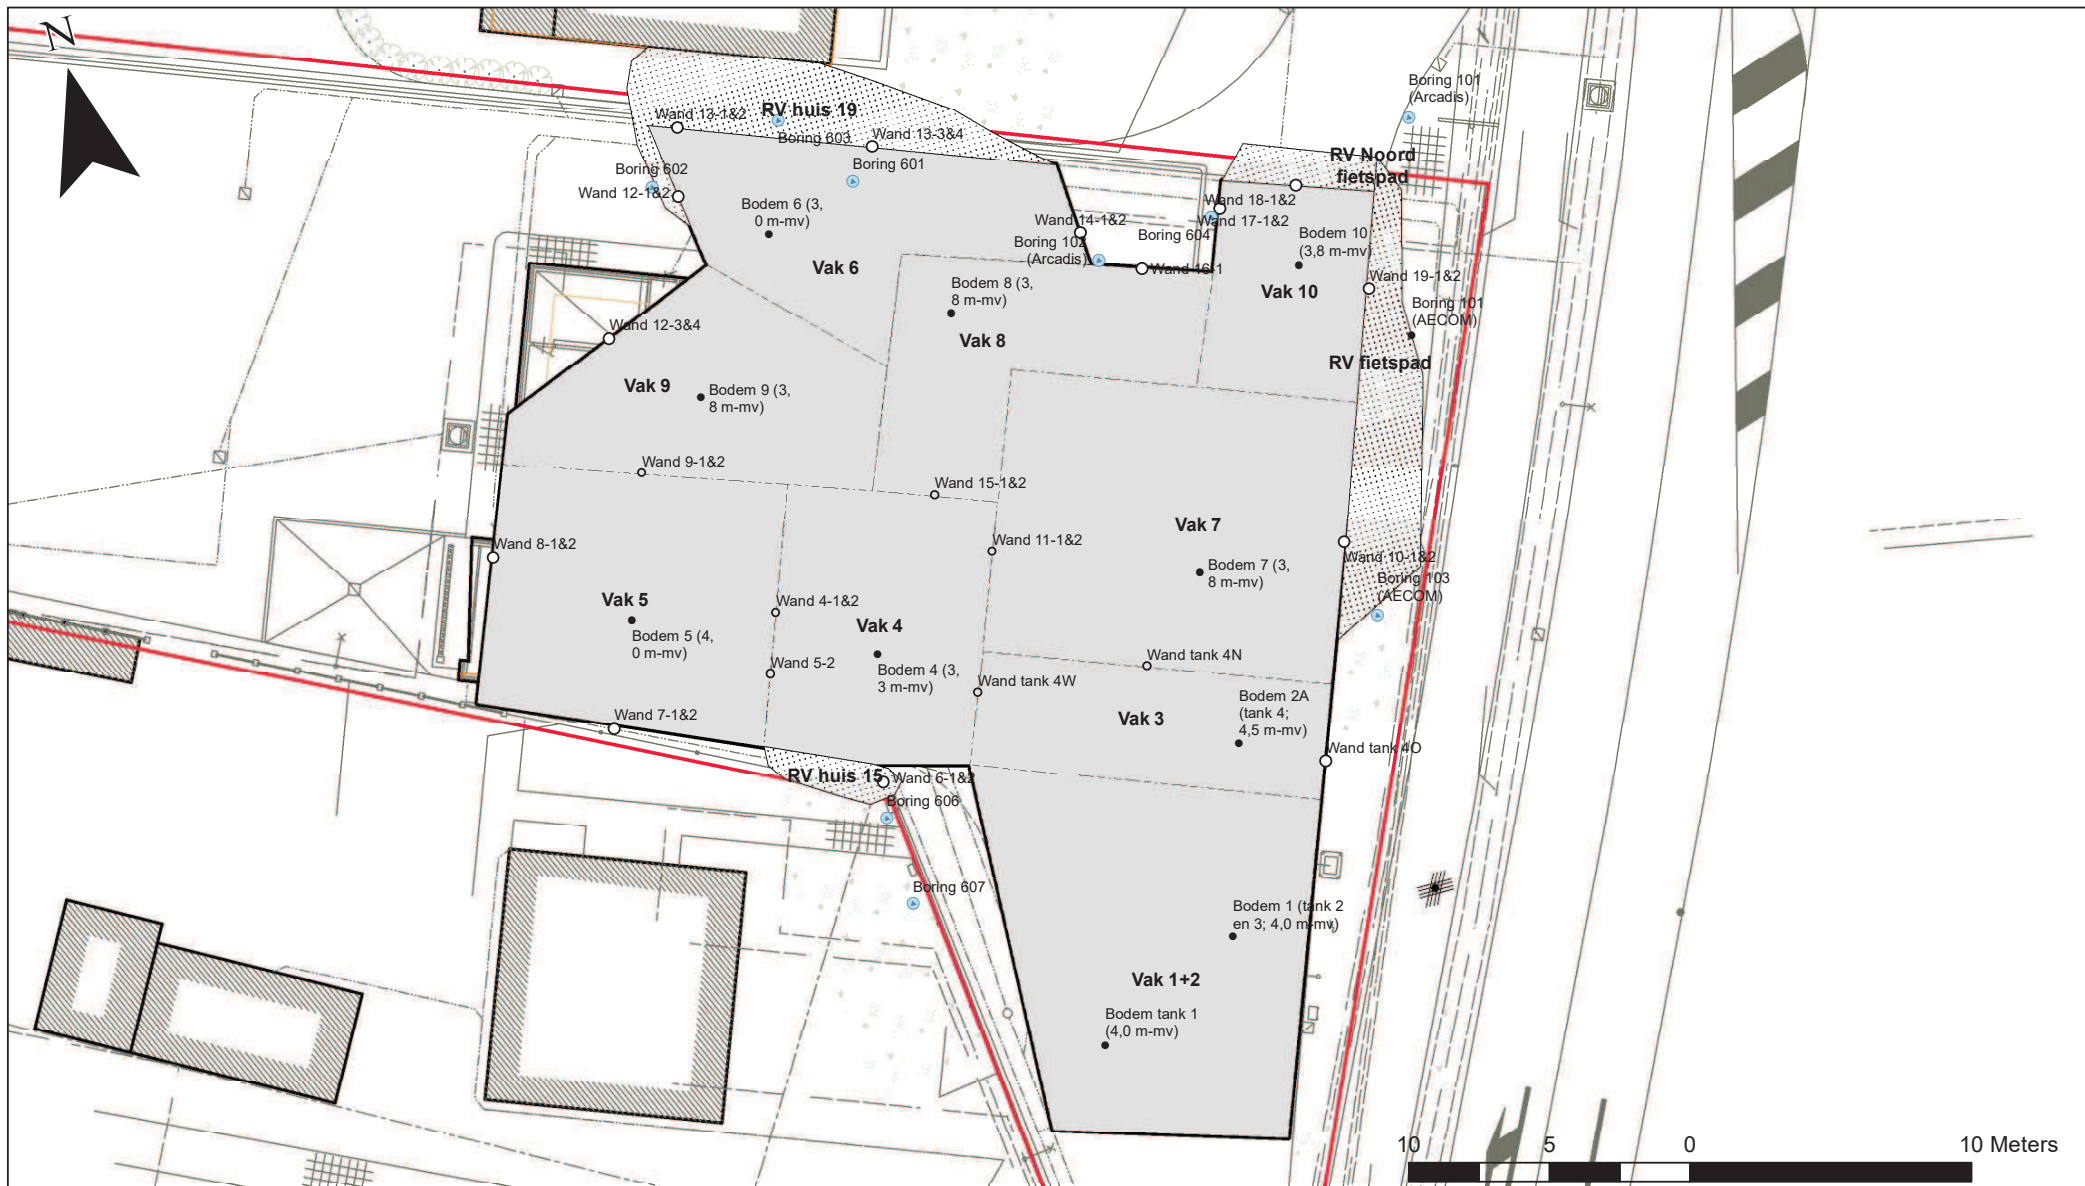 N
Boring 101
(Arcadis)
RV huis 19
Wand 13-1&2
Boring 603
Wand 13-3&4
Boring 601
Boring 602
Wand 12-1&2
RV Noord
fietspad
Wand 18-1&2
Wand 17-1&2
Wand 14-1&2
Boring 604
Boring 102
(Arcadis)
Wand 16-1
Bodem 6 (3,
0 m-mv)
Vak 6
Bodem 10
(3,8 m-mv)
Vak 10
Wand 19-1&2
Boring 101
(AECOM)
RV fietspad
Bodem 8 (3,
8 m-mv)
Vak 8
Wand 12-3&4
Vak 9
Bodem 9 (3,
8 m-mv)
Wand 9-1&2
Wand 15-1&2
Wand 8-1&2
Wand 11-1&2
Vak 7
Bodem 7 (3,
8 m-mv)
Wand 10-1&2
Boring 103
(AECOM)
Vak 5
Bodem 5 (4,
0 m-mv)
Wand 4-1&2
Vak 4
Wand 5-2
Bodem 4 (3,
3 m-mv)
Wand tank 4N
Wand tank 4W
Vak 3
Bodem 2A
(tank 4;
4,5 m-mv)
Wand tank 4O
Wand 7-1&2
RV huis 15
Wand 6-1&2
Boring 606
Boring 607
Bodem 1 (tank 2
en 3; 4,0 m-mv)
Vak 1+2
Bodem tank 1
(4,0 m-mv)
10 5 0 10 Meters